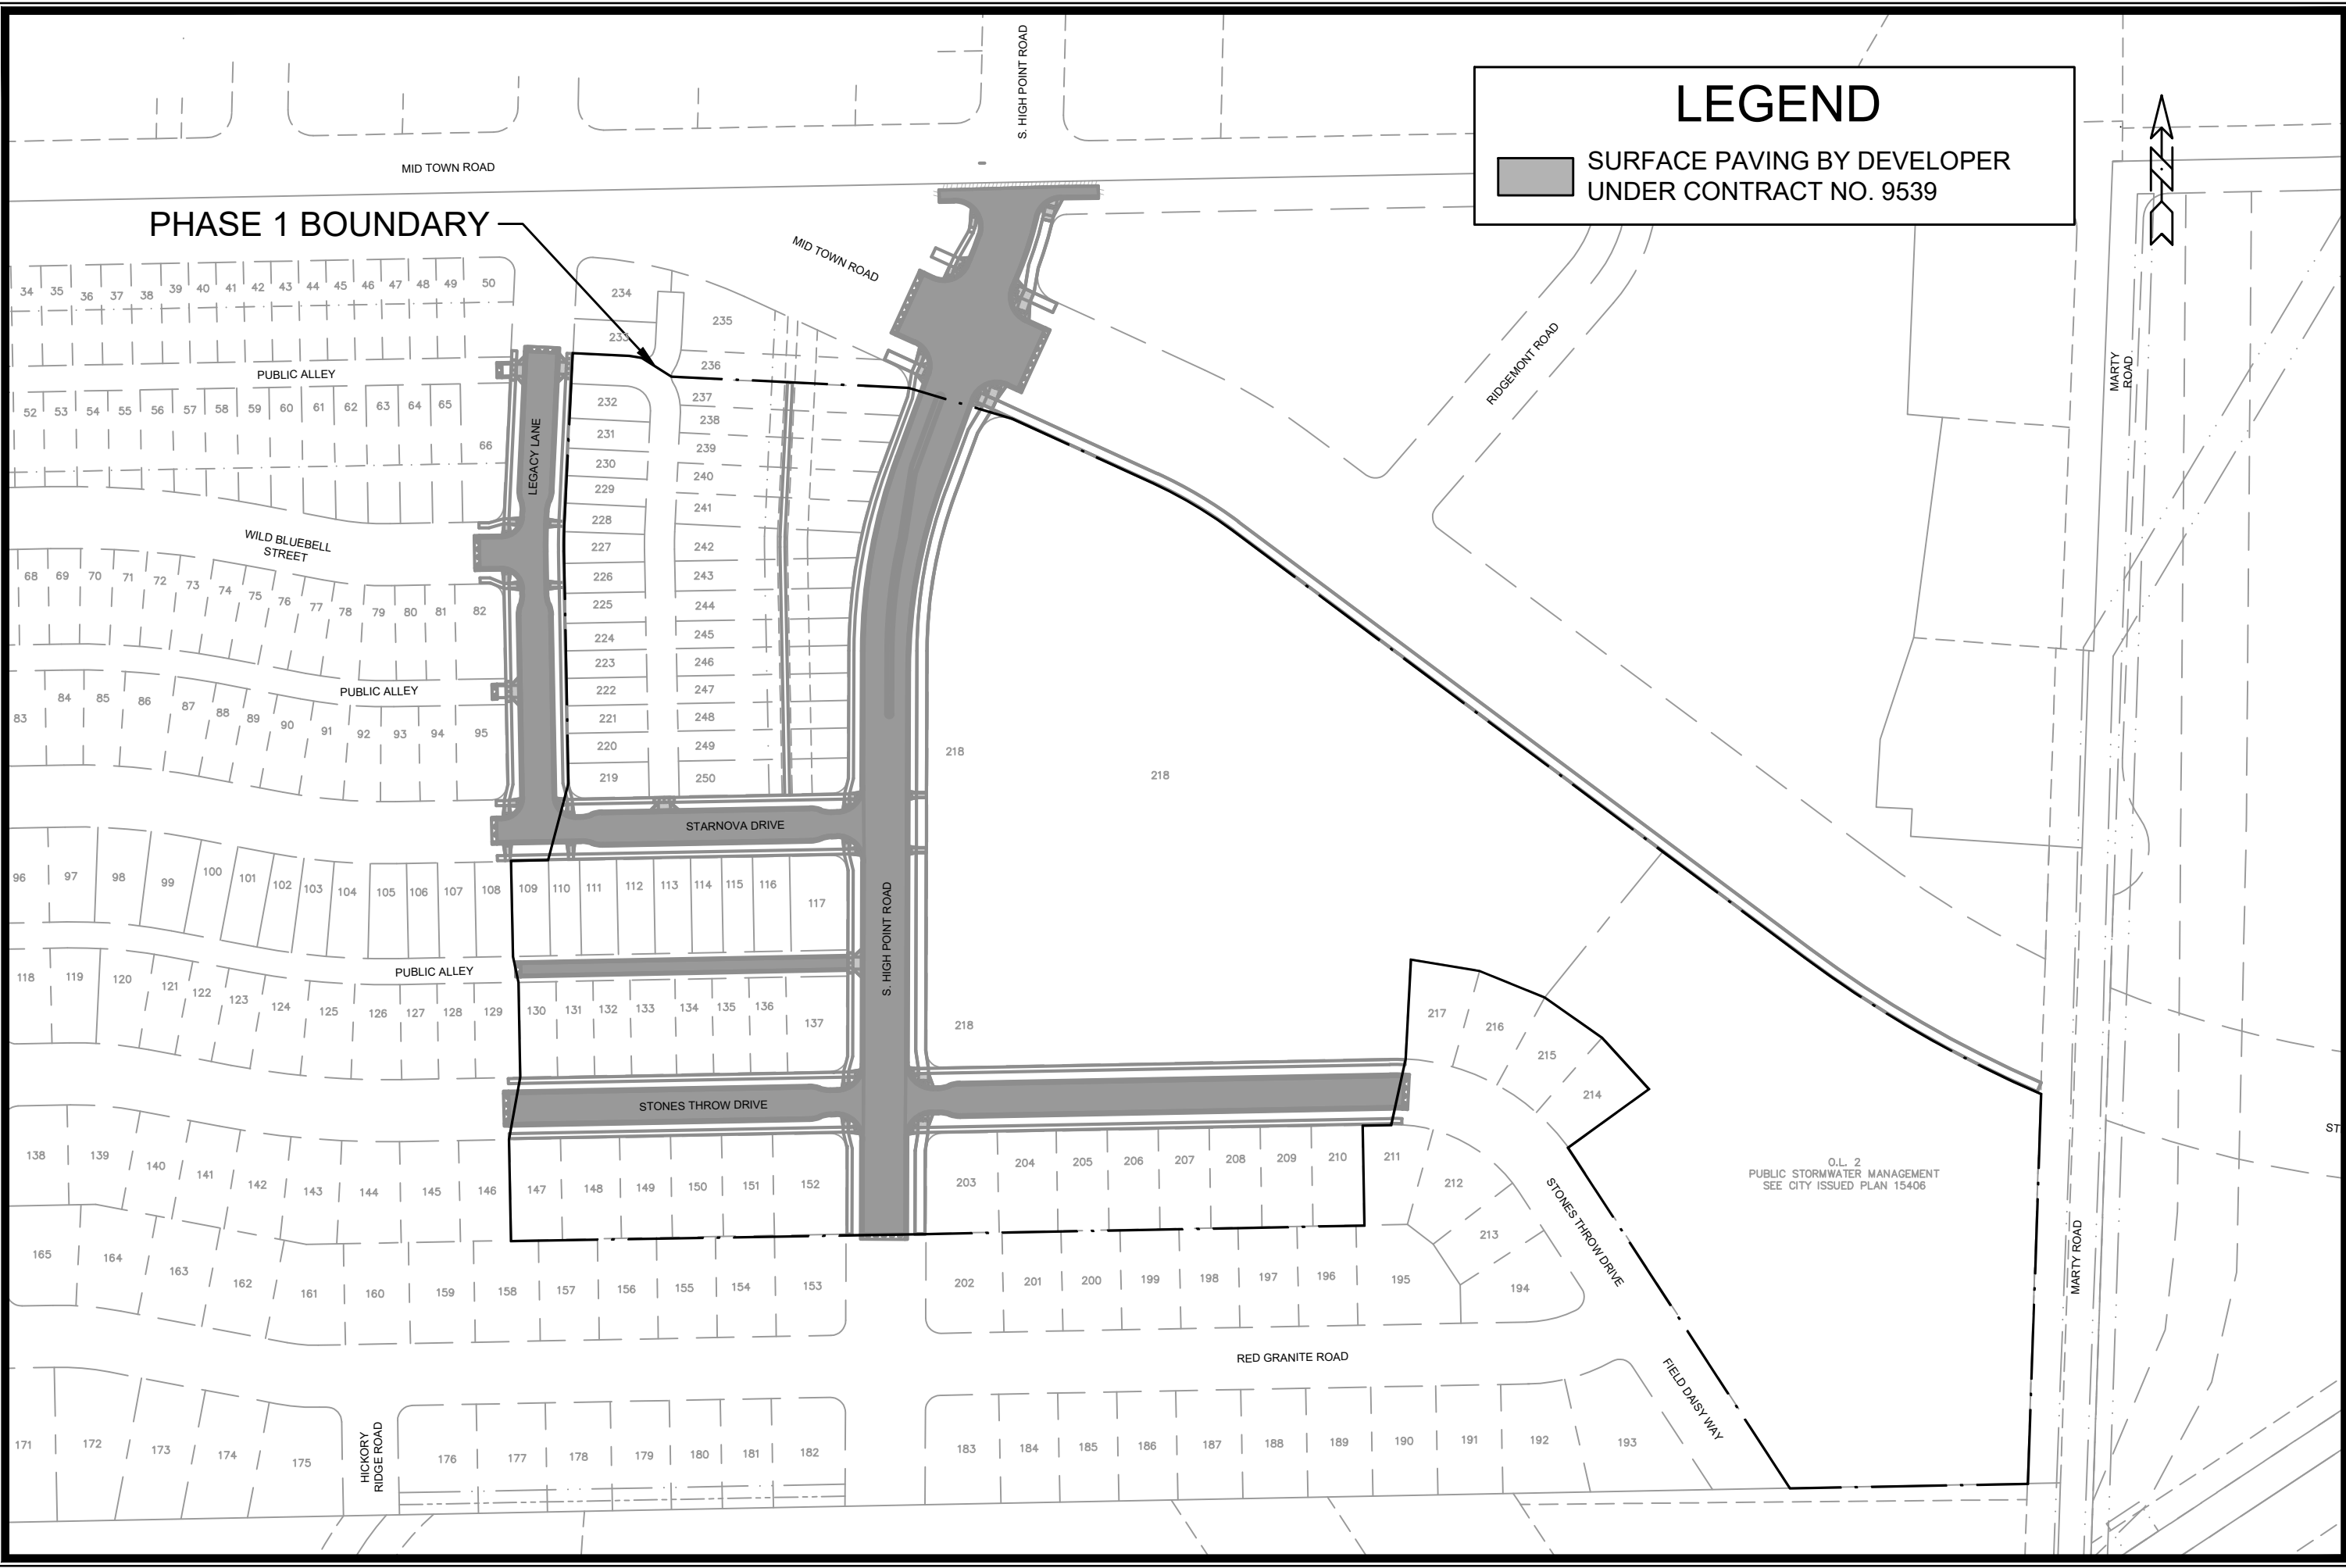 S. HIGH POINT ROAD
LEGEND
SURFACE PAVING BY DEVELOPER
UNDER CONTRACT NO. 9539
MID TOWN ROAD
PHASE 1 BOUNDARY
MID TOWN ROAD
34 35 36 37 38 39 40 41 42 43 44 45 46 47 48 49 50
234
235
233
236
RIDGEMONT ROAD
MARTY
ROAD
PUBLIC ALLEY
52 53 54 55 56 57 58 59 60 61 62 63 64 65
66
LEGACY LANE
232
237
238
231
239
230
240
229
241
228
242
227
243
226
244
225
245
224
246
223
247
222
248
221
249
220
250
219
WILD BLUEBELL
STREET
68 69 70 71 72 73 74 75 76 77 78 79 80 81 82
PUBLIC ALLEY
83 84 85 86 87 88 89 90 91 92 93 94 95
218
218
STARNOVA DRIVE
96 97 98 99 100 101 102 103 104 105 106 107 108 109 110 111 112 113 114 115 116
117
S. HIGH POINT ROAD
PUBLIC ALLEY
118 119 120 121 122 123 124 125 126 127 128 129 130 131 132 133 134 135 136
137
218
217
216
215
214
STONES THROW DRIVE
ST
138 139 140 141 142 143 144 145 146 147 148 149 150 151 152
203 204 205 206 207 208 209 210 211
212
213
O.L. 2
PUBLIC STORMWATER MANAGEMENT
SEE CITY ISSUED PLAN 15406
STONES THROW DRIVE
MARTY ROAD
165 164 163 162 161 160 159 158 157 156 155 154 153
202 201 200 199 198 197 196 195
194
RED GRANITE ROAD
FIELD DAISY WAY
171 172 173 174 175
HICKORY
RIDGE ROAD
176 177 178 179 180 181 182
183 184 185 186 187 188 189 190 191 192 193